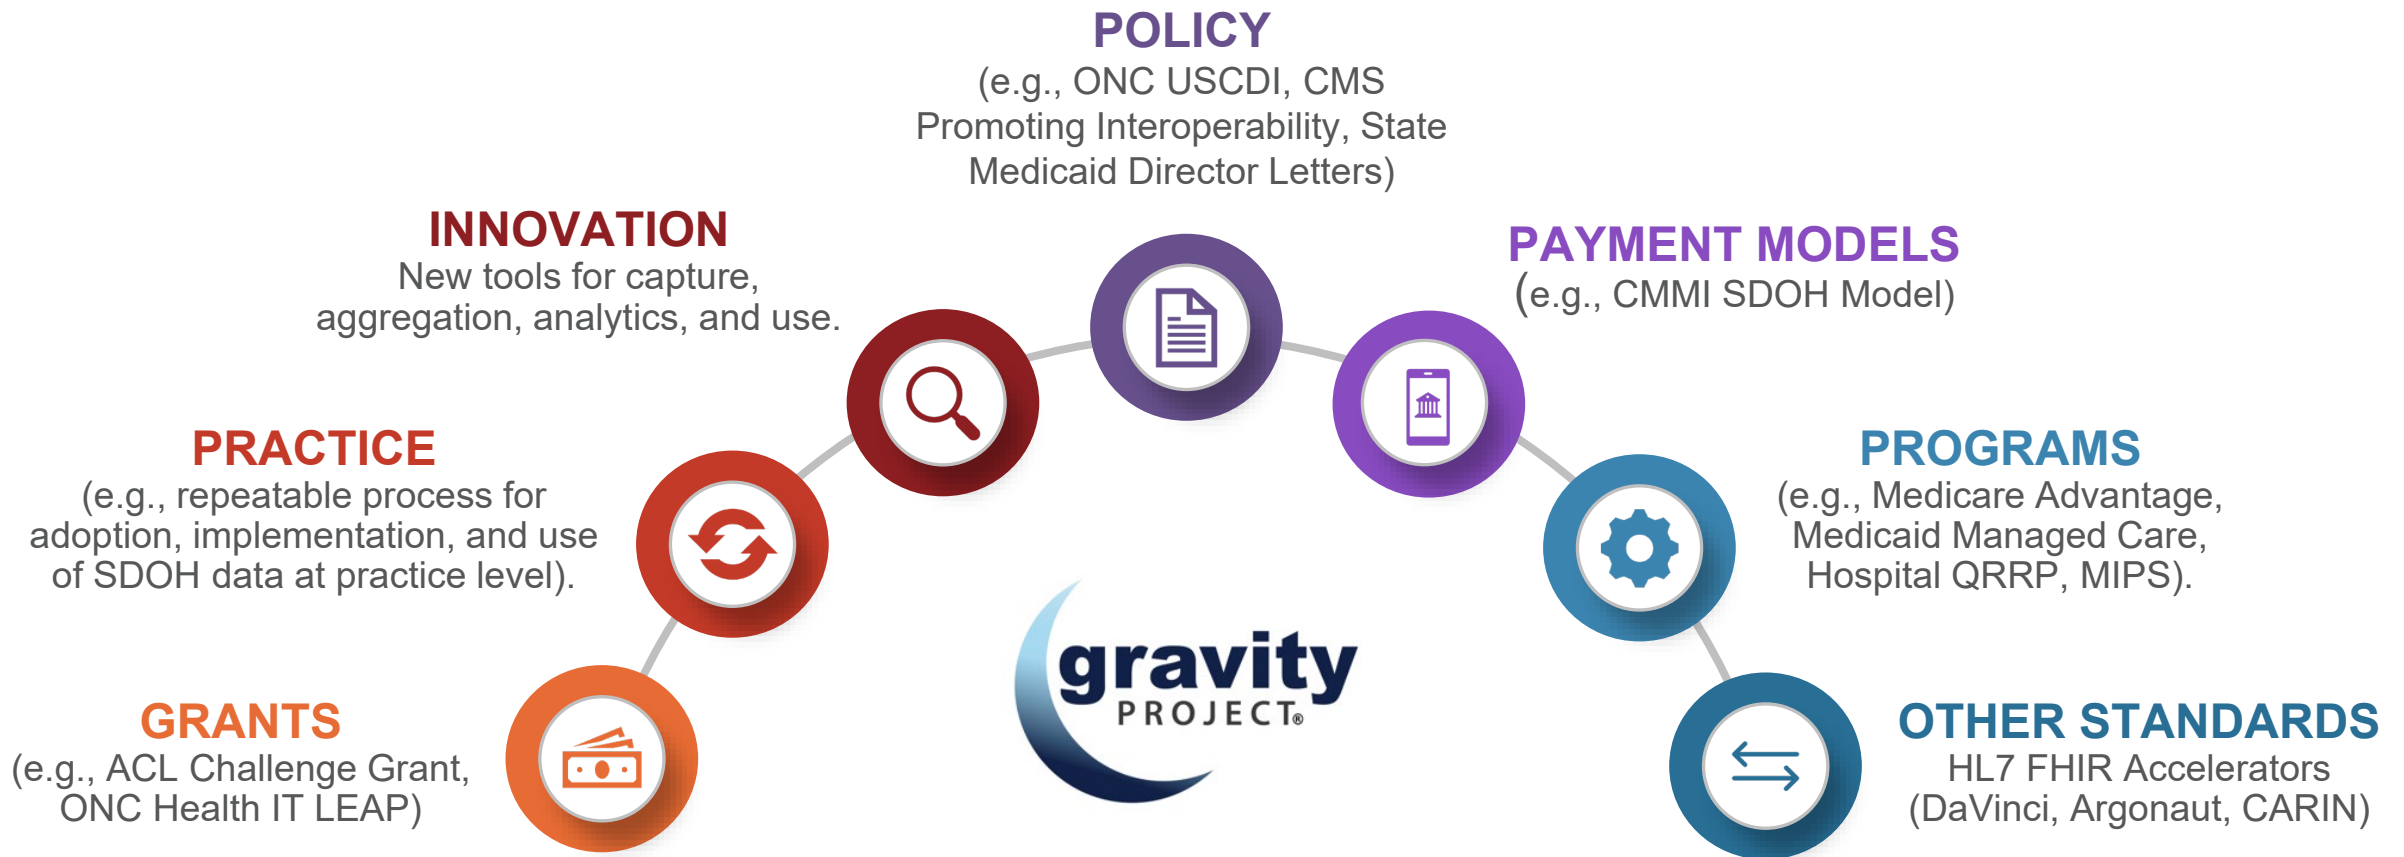 POLICY
(e.g., ONC USCDI, CMS
Promoting Interoperability, State
Medicaid Director Letters)
INNOVATION
New tools for capture,
aggregation, analytics, and use.
PAYMENT MODELS
(e.g., CMMI SDOH Model)
PRACTICE
(e.g., repeatable process for
adoption, implementation, and use
of SDOH data at practice level).
PROGRAMS
(e.g., Medicare Advantage,
Medicaid Managed Care,
Hospital QRRP, MIPS).
gravity
PROJECT®
GRANTS
(e.g., ACL Challenge Grant,
ONC Health IT LEAP)
OTHER STANDARDS
HL7 FHIR Accelerators
(DaVinci, Argonaut, CARIN)